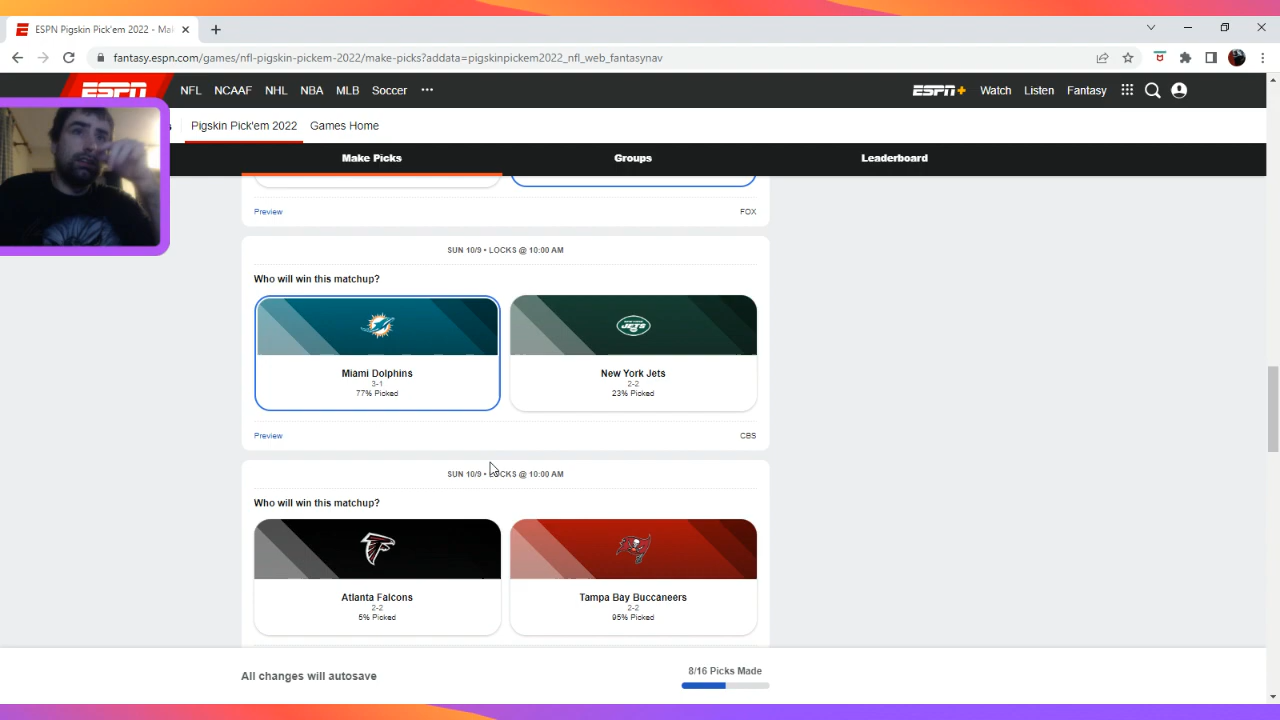 ESPN Pigskin Pick'em 2022 - Mal
fantasy.espn.com/games/nfl-pigskin-pickem-2022/make-picks?addata=pigskinpickem2022_nfl_web_fantasynav
ESPN NFL NCAAF NHL NBA MLB Soccer ••• ESPN+ Watch Listen Fantasy
s Pigskin Pick'em 2022 Games Home
Make Picks Groups Leaderboard
Preview FOX
SUN 10/9 • LOCKS @ 10:00 AM
Who will win this matchup?
JETS
Miami Dolphins New York Jets
3-1 2-2
77% Picked 23% Picked
Preview CBS
SUN 10/9 • LOCKS @ 10:00 AM
Who will win this matchup?
Atlanta Falcons Tampa Bay Buccaneers
2-2 2-2
5% Picked 95% Picked
All changes will autosave 8/16 Picks Made